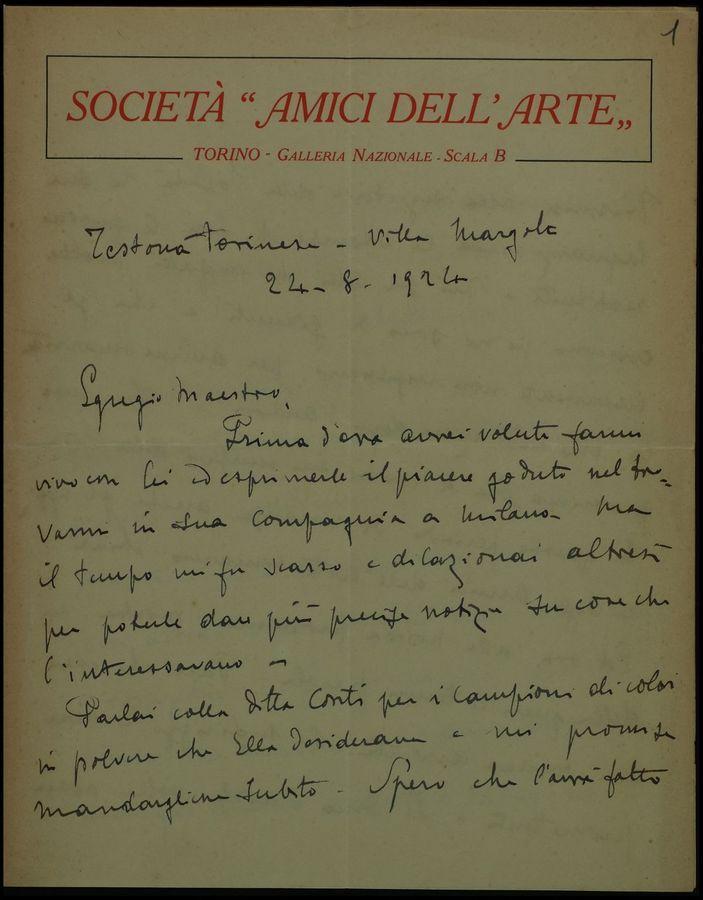 1
SOCIETÀ “AMICI DELL'ARTE„
TORINO - GALLERIA NAZIONALE - SCALA B
Testona torinese - Villa
24-8-1924
Egregio Maestro,
Prima d'ora avrei voluto farmi
vivo con Lei ed esprimerle il piacere goduto nel tro=
varmi in sua compagnia a Milano. Ma
il tempo mi fu scarso e dilazionai altresì
per poterle dare più precise notizie su cose che
l'interessavano -
Parlai colla ditta Conti per i campioni di colori
in polvere che Ella desiderava e mi promise
mandargliene subito. Spero che l'avrà fatto